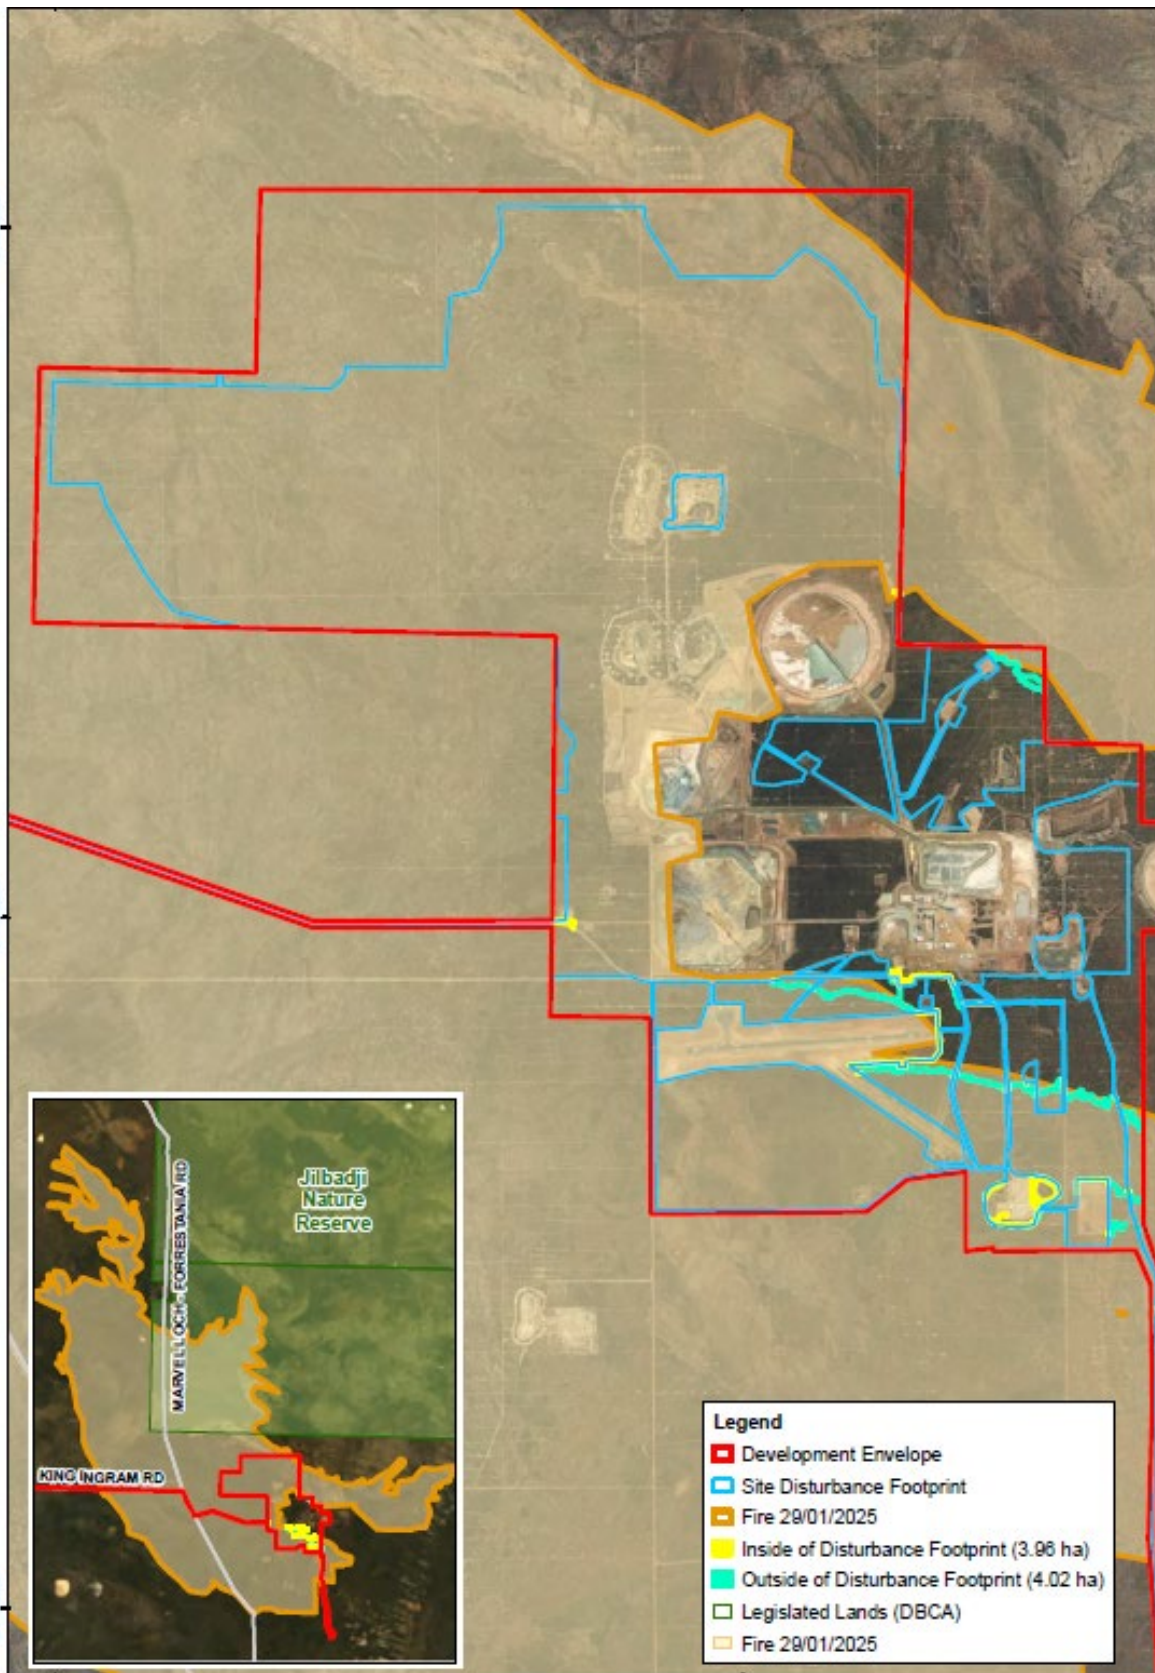 Jilbadji
Nature
Reserve
MARVEL LOCH - FORRESTANIA RD
KING INGRAM RD
Legend
Development Envelope
Site Disturbance Footprint
Fire 29/01/2025
Inside of Disturbance Footprint (3.96 ha)
Outside of Disturbance Footprint (4.02 ha)
Legislated Lands (DBCA)
Fire 29/01/2025